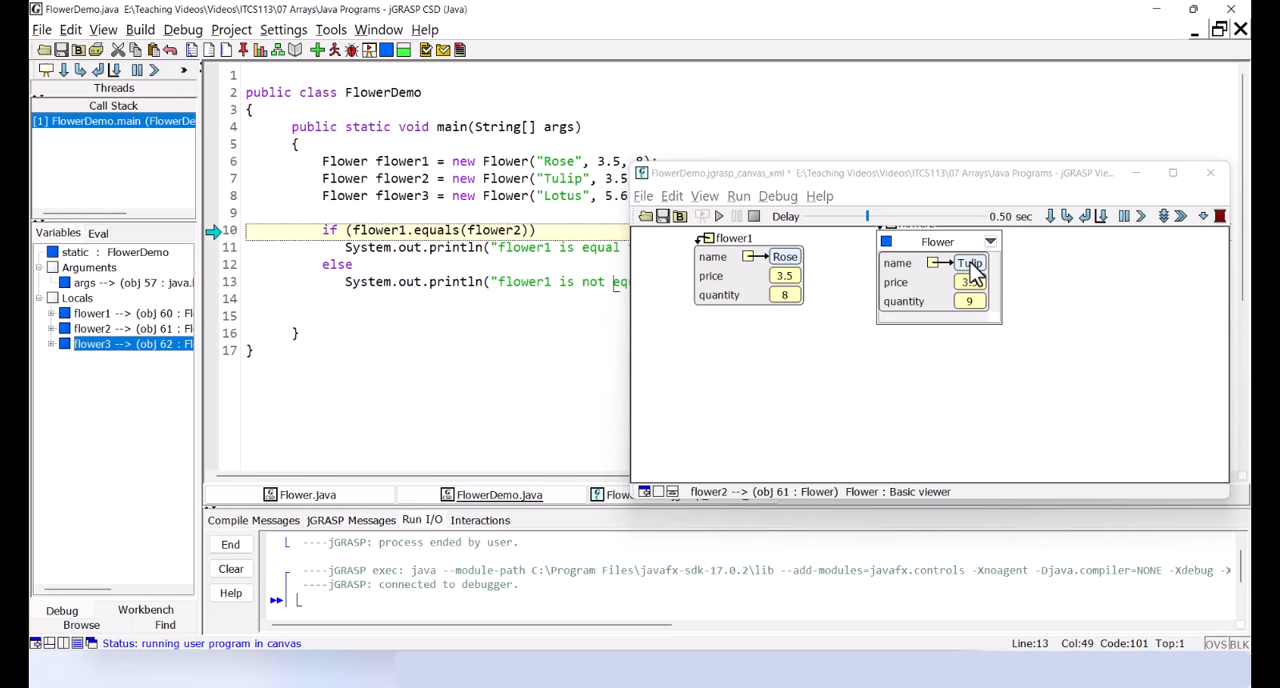 FlowerDemo.java E:\Teaching Videos\Videos\ITCS113\07 Arrays\Java Programs - jGRASP CSD (Java)
File Edit View Build Debug Project Settings Tools Window Help
Threads
Call Stack
[1] FlowerDemo.main (FlowerDe
Variables Eval
static : FlowerDemo
Arguments
args --> (obj 57 : java.l
Locals
flower1 --> (obj 60 : Fl
flower2 --> (obj 61 : Fl
flower3 --> (obj 62 : Fl
Debug Workbench
Browse Find
1
2 public class FlowerDemo
3 {
4 public static void main(String[] args)
5 {
6 Flower flower1 = new Flower("Rose", 3.5, 8);
7 Flower flower2 = new Flower("Tulip", 3.5
8 Flower flower3 = new Flower("Lotus", 5.6
9
10 if (flower1.equals(flower2))
11 System.out.println("flower1 is equal
12 else
13 System.out.println("flower1 is not eq
14
15
16 }
17 }
FlowerDemo.jgrasp_canvas_xml * E:\Teaching Videos\Videos\ITCS113\07 Arrays\Java Programs - jGRASP Vie...
File Edit View Run Debug Help
Delay 0.50 sec
flower1
name Rose
price 3.5
quantity 8
Flower
name Tulip
price 3.5
quantity 9
flower2 --> (obj 61 : Flower) Flower : Basic viewer
Flower.java FlowerDemo.java Flow
Compile Messages jGRASP Messages Run I/O Interactions
End
Clear
Help
----jGRASP: process ended by user.
----jGRASP exec: java --module-path C:\Program Files\javafx-sdk-17.0.2\lib --add-modules=javafx.controls -Xnoagent -Djava.compiler=NONE -Xdebug -X
----jGRASP: connected to debugger.
Status: running user program in canvas
Line:13 Col:49 Code:101 Top:1 OVS BLK